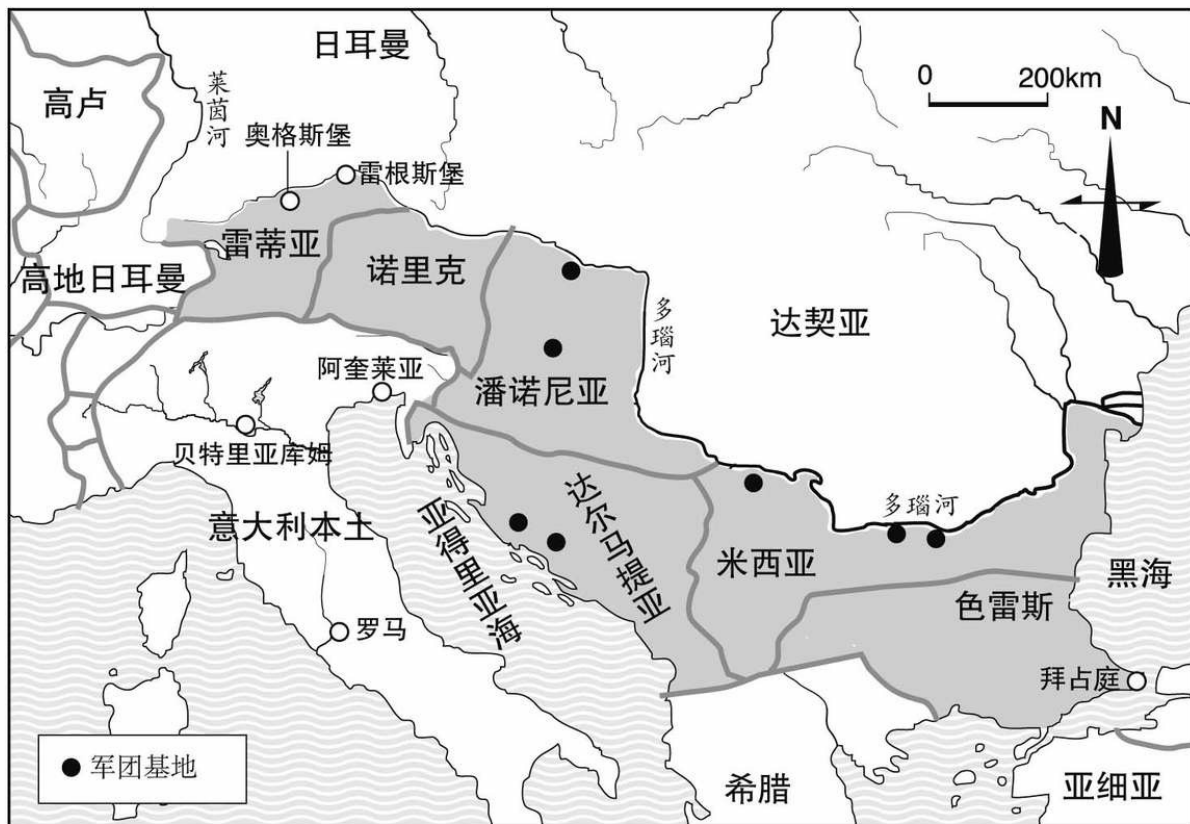 日耳曼
0 200km
高卢
莱茵河
N
奥格斯堡
雷根斯堡
雷蒂亚
诺里克
高地日耳曼
多瑙河
达契亚
阿奎莱亚
潘诺尼亚
贝特里亚库姆
意大利本土
亚得里亚海
达尔马提亚
多瑙河
米西亚
黑海
色雷斯
罗马
拜占庭
军团基地
希腊
亚细亚